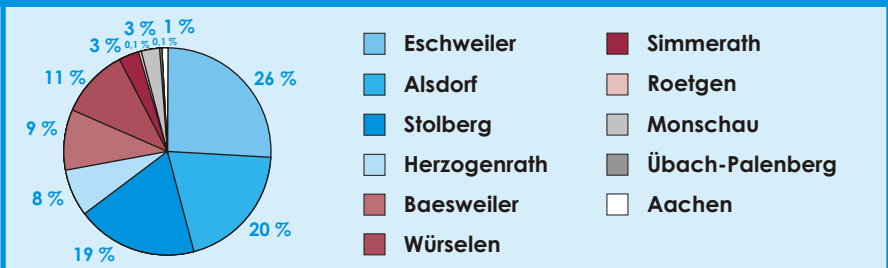 3 % 1 %
3 % 0,1 % 0,1 %
11 %
26 %
9 %
8 %
19 %
20 %
Eschweiler
Alsdorf
Stolberg
Herzogenrath
Baesweiler
Würselen
Simmerath
Roetgen
Monschau
Übach-Palenberg
Aachen